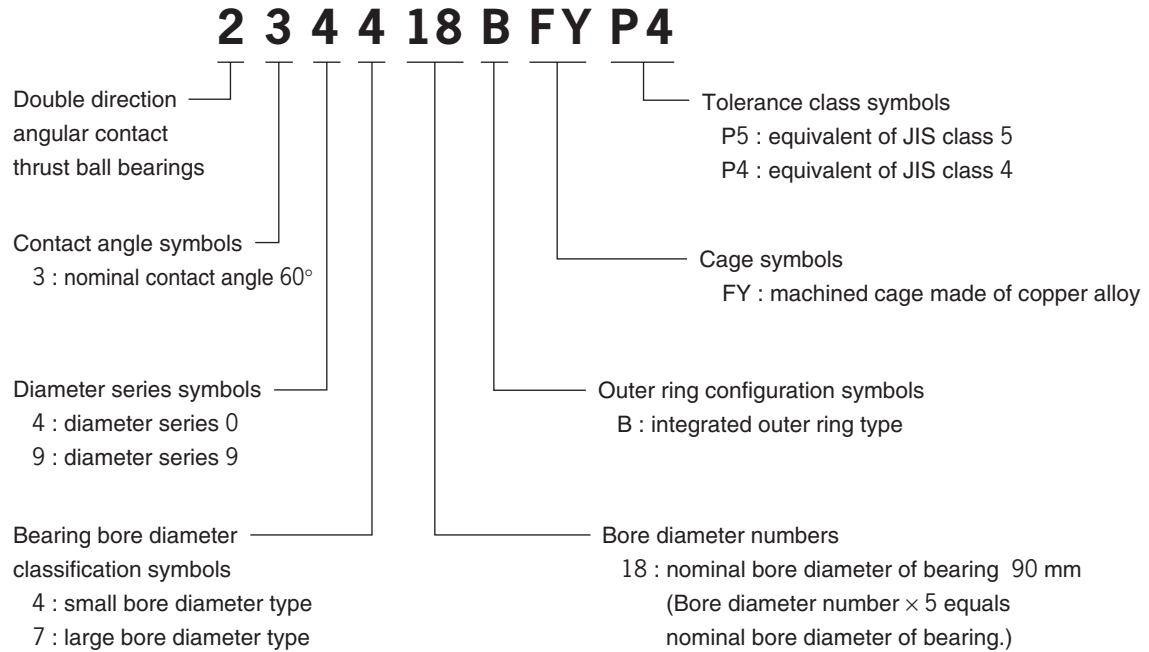 2 3 4 4 18 B FY P4
Double direction
angular contact
thrust ball bearings
Contact angle symbols
3 : nominal contact angle 60°
Diameter series symbols
4 : diameter series 0
9 : diameter series 9
Bearing bore diameter
classification symbols
4 : small bore diameter type
7 : large bore diameter type
Tolerance class symbols
P5 : equivalent of JIS class 5
P4 : equivalent of JIS class 4
Cage symbols
FY : machined cage made of copper alloy
Outer ring configuration symbols
B : integrated outer ring type
Bore diameter numbers
18 : nominal bore diameter of bearing 90 mm
(Bore diameter number × 5 equals
nominal bore diameter of bearing.)